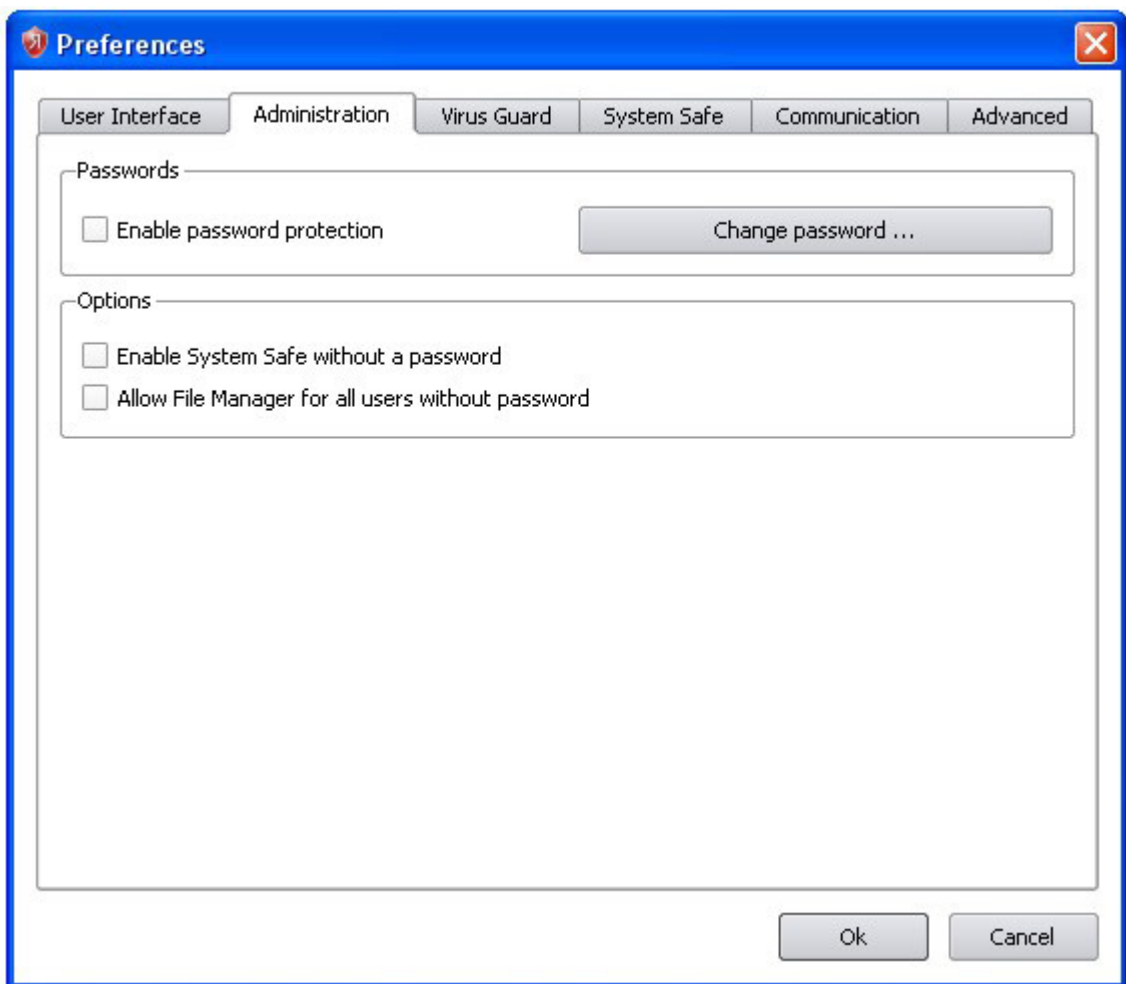 Preferences
User Interface Administration Virus Guard System Safe Communication Advanced
Passwords
Enable password protection Change password ...
Options
Enable System Safe without a password
Allow File Manager for all users without password
Ok Cancel